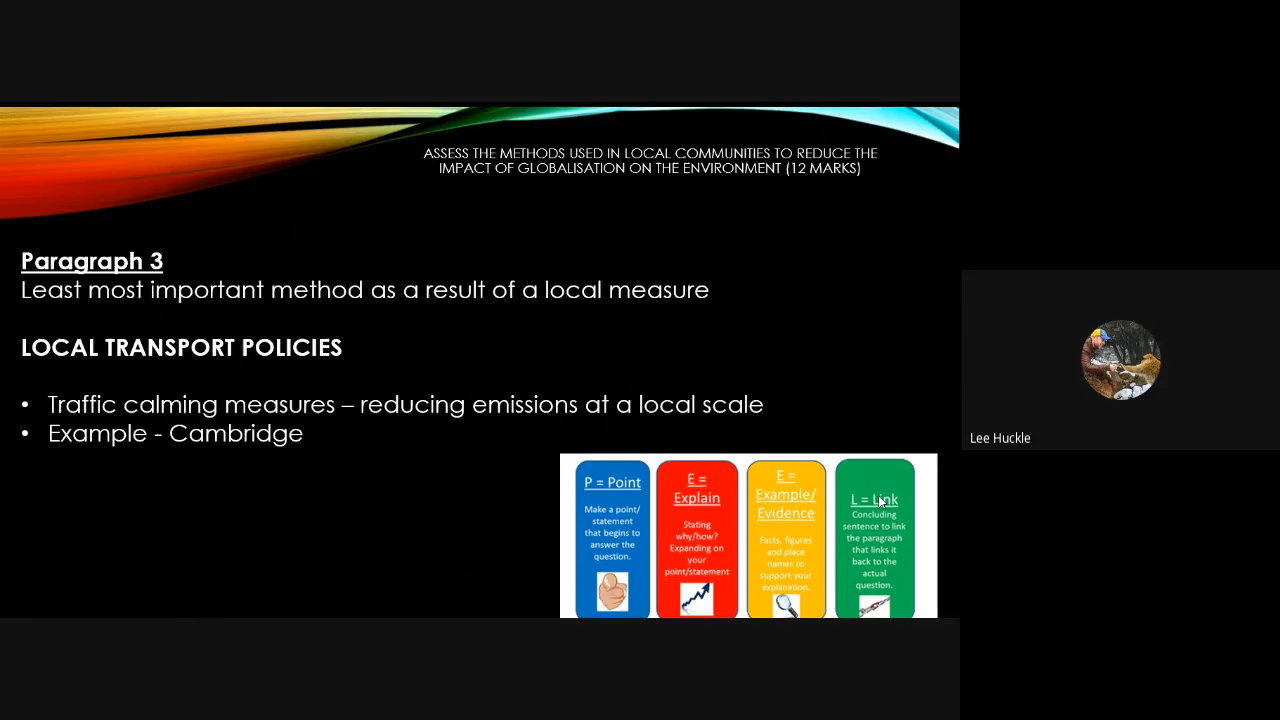 ASSESS THE METHODS USED IN LOCAL COMMUNITIES TO REDUCE THE
IMPACT OF GLOBALISATION ON THE ENVIRONMENT (12 MARKS)
Paragraph 3
Least most important method as a result of a local measure
LOCAL TRANSPORT POLICIES
• Traffic calming measures – reducing emissions at a local scale
• Example - Cambridge
P = Point
Make a point/
statement
that begins to
answer the
question.
E =
Explain
Stating
why/how?
Expanding on
your
point/statement
E =
Example/
Evidence
Facts, figures
and place
names to
support your
explanation.
L = Link
Concluding
sentence to link
the paragraph
that links it
back to the
actual
question.
Lee Huckle